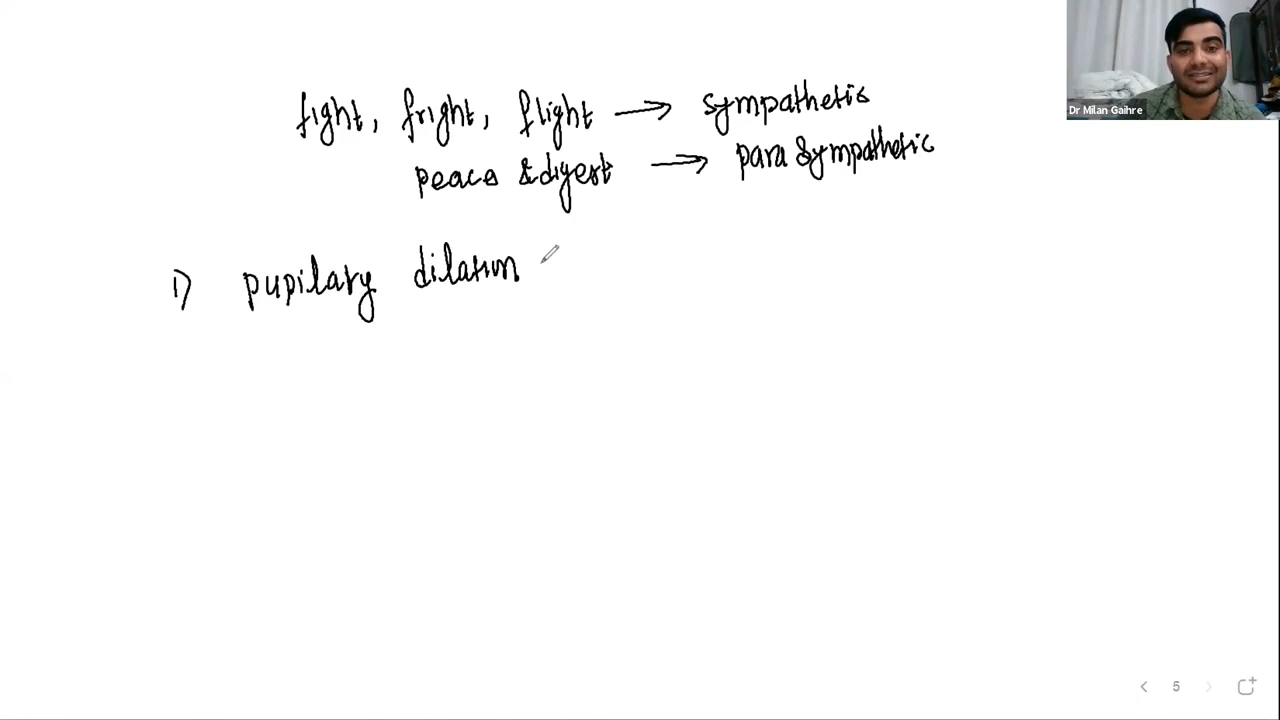 fight, fright, flight → sympathetic
peace & digest → para sympathetic
1) pupilary dilation
Dr Milan Gaihre
5